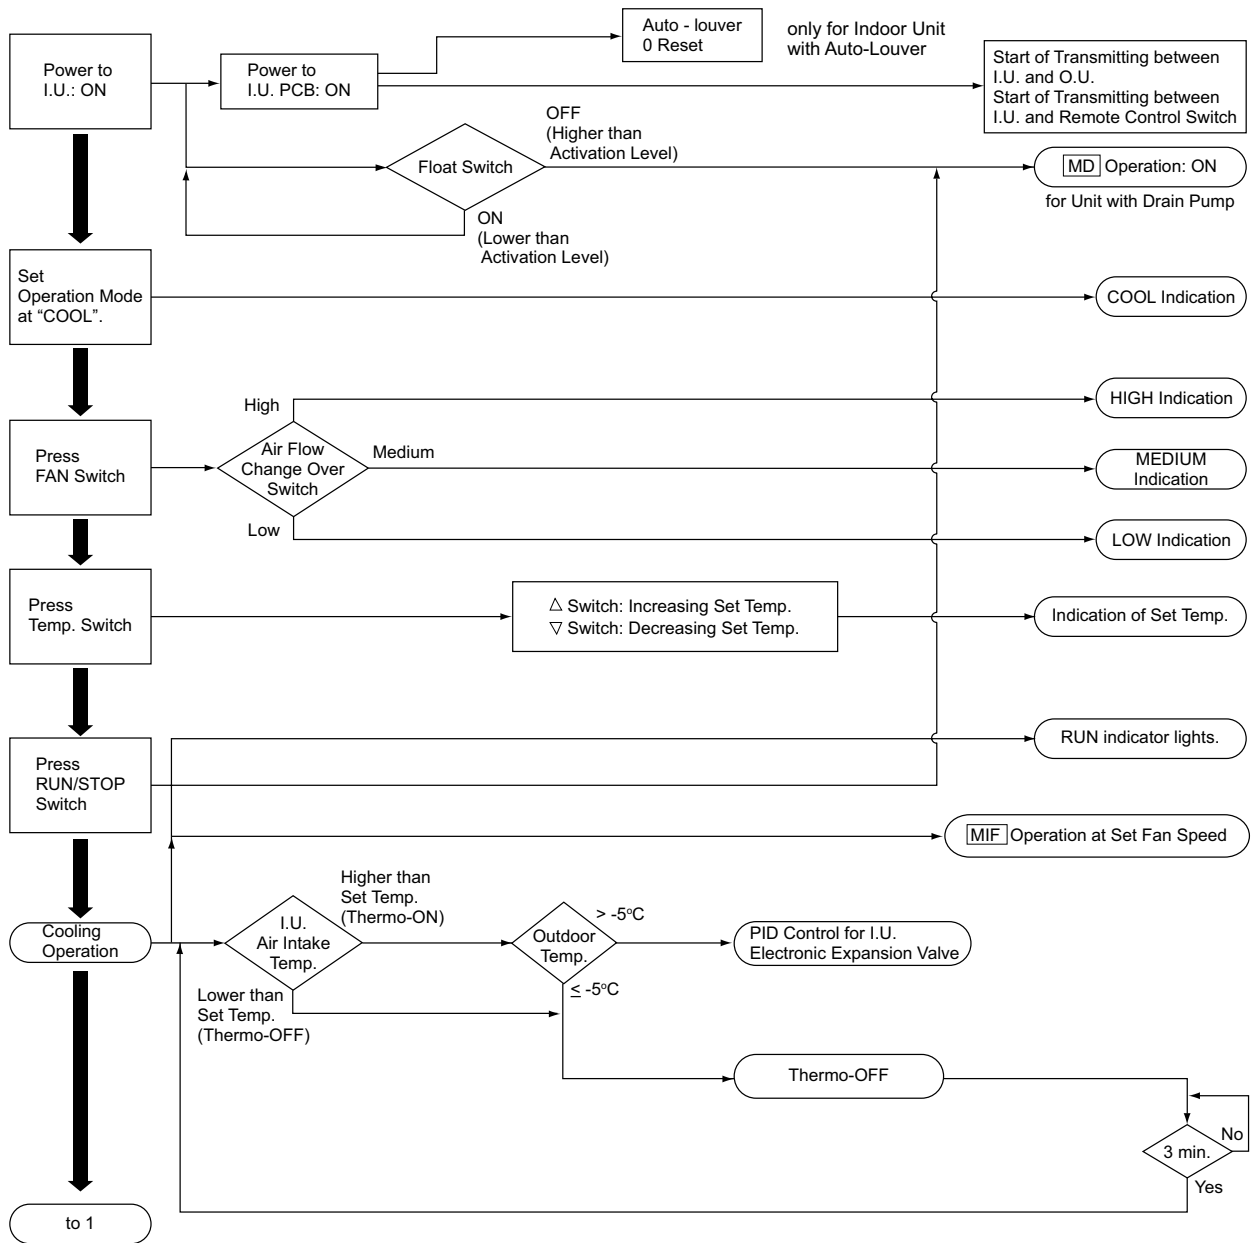 Power to
I.U.: ON
Power to
I.U. PCB: ON
Auto - louver
0 Reset
only for Indoor Unit
with Auto-Louver
Start of Transmitting between
I.U. and O.U.
Start of Transmitting between
I.U. and Remote Control Switch
Float Switch
OFF
(Higher than
Activation Level)
ON
(Lower than
Activation Level)
MD Operation: ON
for Unit with Drain Pump
Set
Operation Mode
at “COOL”.
COOL Indication
Press
FAN Switch
High
Air Flow
Change Over
Switch
Medium
Low
HIGH Indication
MEDIUM
Indication
LOW Indication
Press
Temp. Switch
△ Switch: Increasing Set Temp.
▽ Switch: Decreasing Set Temp.
Indication of Set Temp.
Press
RUN/STOP
Switch
RUN indicator lights.
MIF Operation at Set Fan Speed
Cooling
Operation
I.U.
Air Intake
Temp.
Higher than
Set Temp.
(Thermo-ON)
Lower than
Set Temp.
(Thermo-OFF)
Outdoor
Temp.
> -5°C
≤ -5°C
PID Control for I.U.
Electronic Expansion Valve
Thermo-OFF
3 min.
No
Yes
to 1